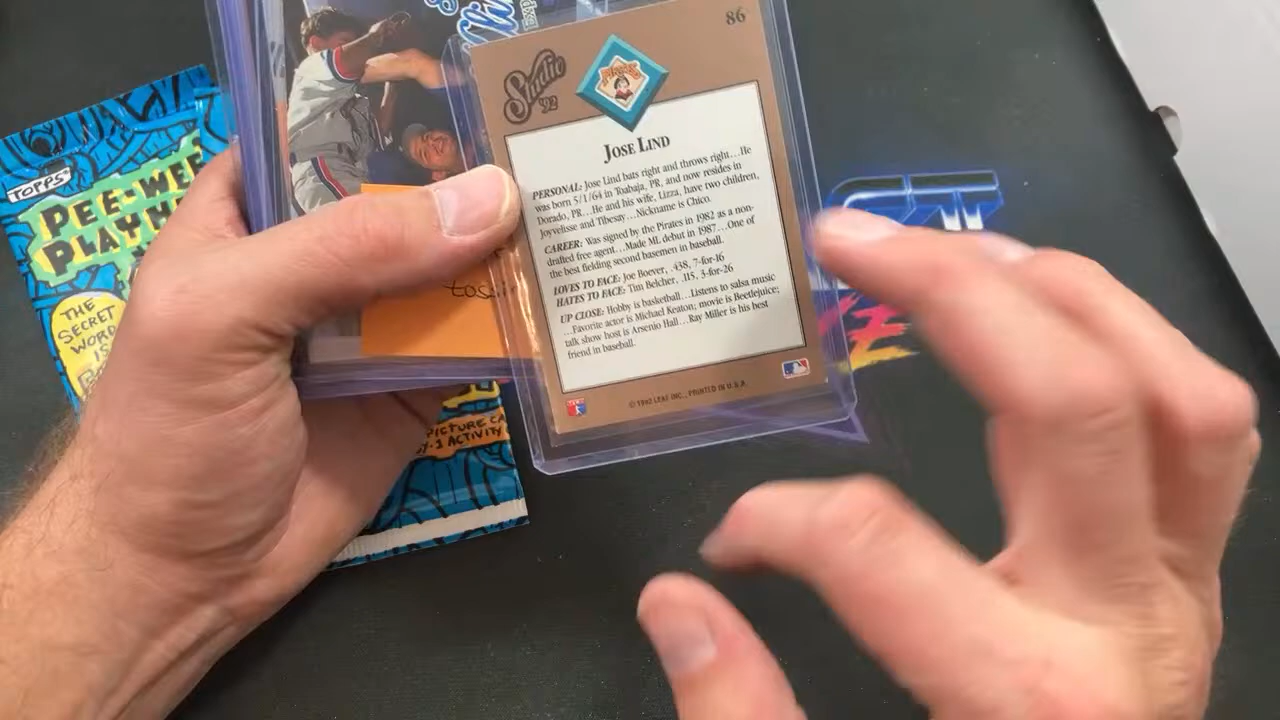 86
Studio
'92
PIRATES
JOSE LIND
PERSONAL: Jose Lind bats right and throws right...He
was born 5/1/64 in Toabaja, PR, and now resides in
Dorado, PR...He and his wife, Lizza, have two children,
Joyvelisse and Tibesay...Nickname is Chico.
CAREER: Was signed by the Pirates in 1982 as a non-
drafted free agent...Made ML debut in 1987...One of
the best fielding second basemen in baseball.
LOVES TO FACE: Joe Boever, .438, 7-for-16
HATES TO FACE: Tim Belcher, .115, 3-for-26
UP CLOSE: Hobby is basketball...Listens to salsa music
...Favorite actor is Michael Keaton; movie is Beetlejuice;
talk show host is Arsenio Hall...Ray Miller is his best
friend in baseball.
© 1992 LEAF INC., PRINTED IN U.S.A.
TOPPS
PEE-WEE
PLAYH
THE
SECRET
WORD
IS
PICTURE CA
ACTIVITY